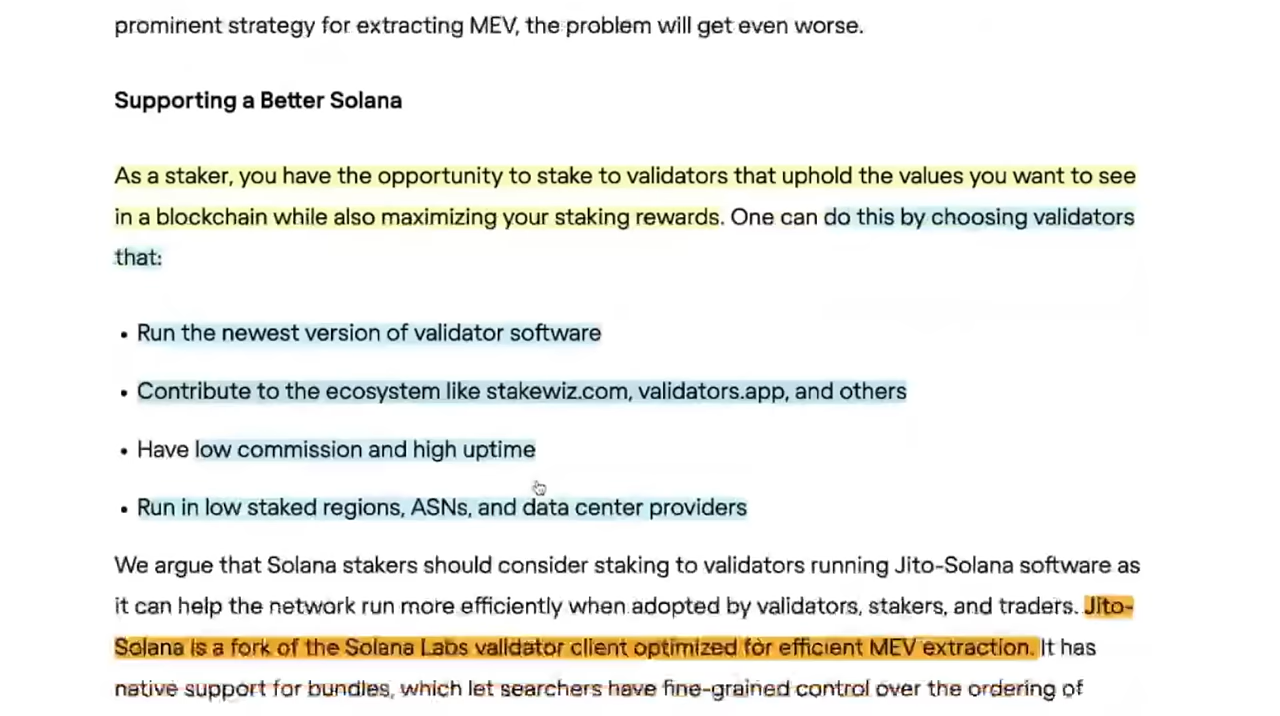 prominent strategy for extracting MEV, the problem will get even worse.
Supporting a Better Solana
As a staker, you have the opportunity to stake to validators that uphold the values you want to see
in a blockchain while also maximizing your staking rewards. One can do this by choosing validators
that:
• Run the newest version of validator software
• Contribute to the ecosystem like stakewiz.com, validators.app, and others
• Have low commission and high uptime
• Run in low staked regions, ASNs, and data center providers
We argue that Solana stakers should consider staking to validators running Jito-Solana software as
it can help the network run more efficiently when adopted by validators, stakers, and traders. Jito-
Solana is a fork of the Solana Labs validator client optimized for efficient MEV extraction. It has
native support for bundles, which let searchers have fine-grained control over the ordering of